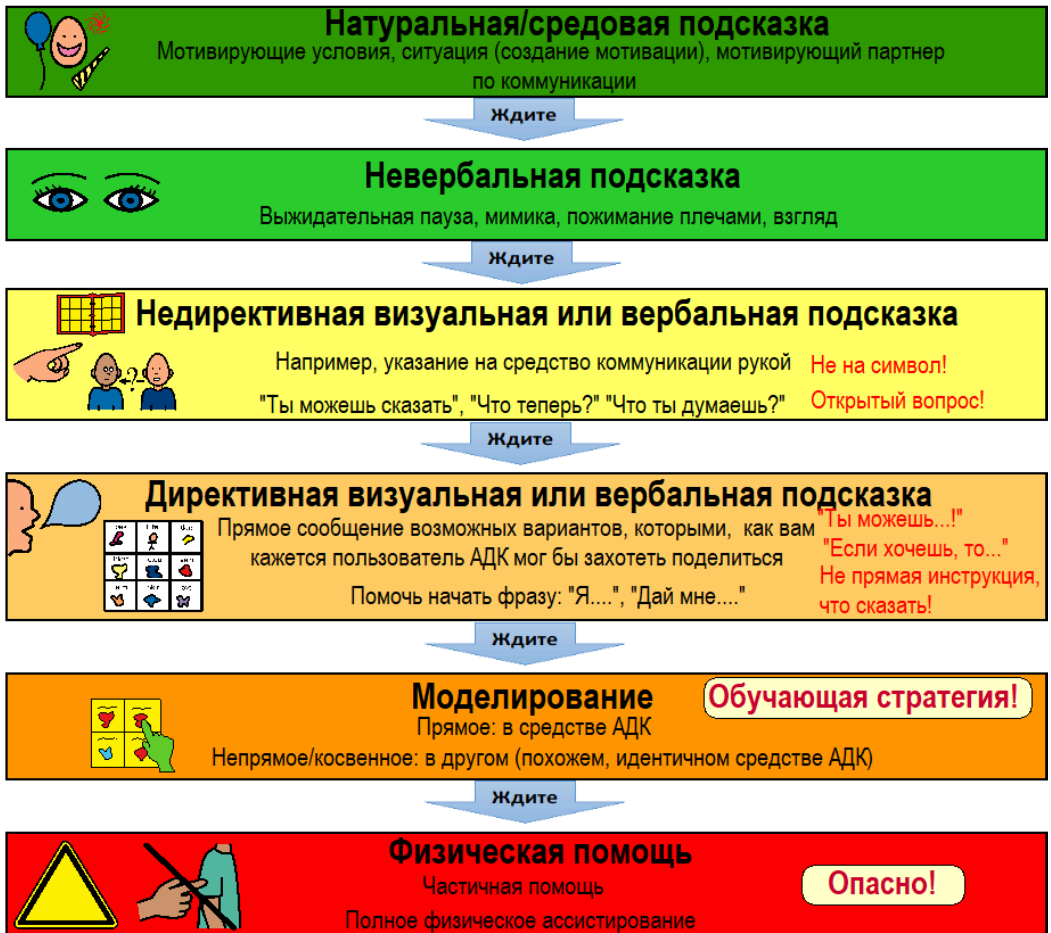 Натуральная/средовая подсказка
Мотивирующие условия, ситуация (создание мотивации), мотивирующий партнер
по коммуникации
Ждите
Невербальная подсказка
Выжидательная пауза, мимика, пожимание плечами, взгляд
Ждите
Недирективная визуальная или вербальная подсказка
Например, указание на средство коммуникации рукой
Не на символ!
"Ты можешь сказать", "Что теперь?" "Что ты думаешь?"
Открытый вопрос!
Ждите
Директивная визуальная или вербальная подсказка
Прямое сообщение возможных вариантов, которыми, как вам
кажется пользователь АДК мог бы захотеть поделиться
Помочь начать фразу: "Я....", "Дай мне...."
"Ты можешь...!"
"Если хочешь, то..."
Не прямая инструкция,
что сказать!
Ждите
Моделирование
Обучающая стратегия!
Прямое: в средстве АДК
Непрямое/косвенное: в другом (похожем, идентичном средстве АДК)
Ждите
Физическая помощь
Частичная помощь
Опасно!
Полное физическое ассистирование